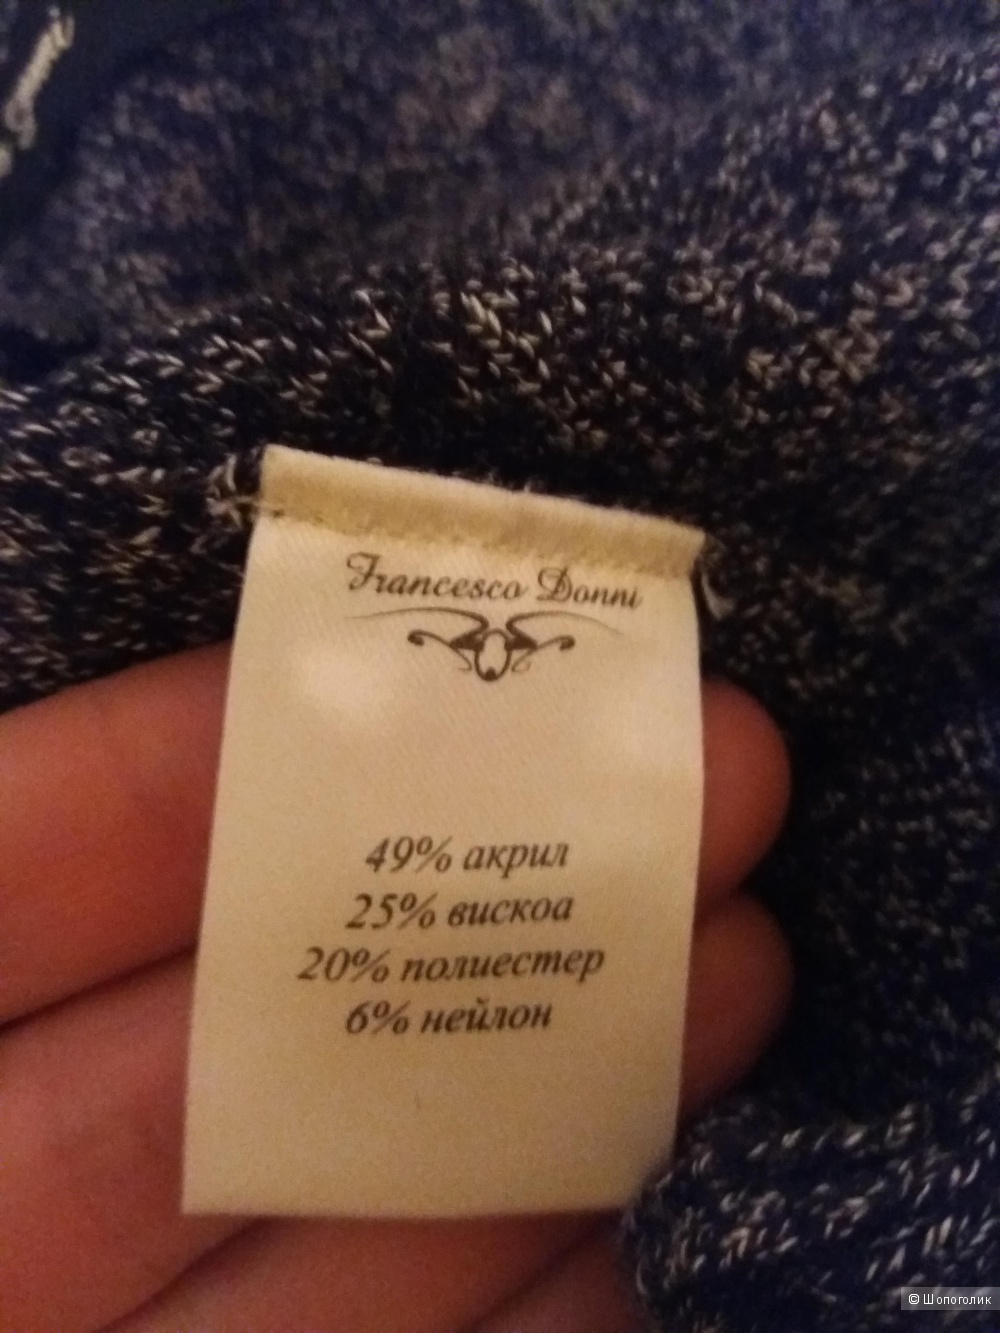 Francesco Donni
49% акрил
25% вискоа
20% полиестер
6% нейлон
© Шопоголик